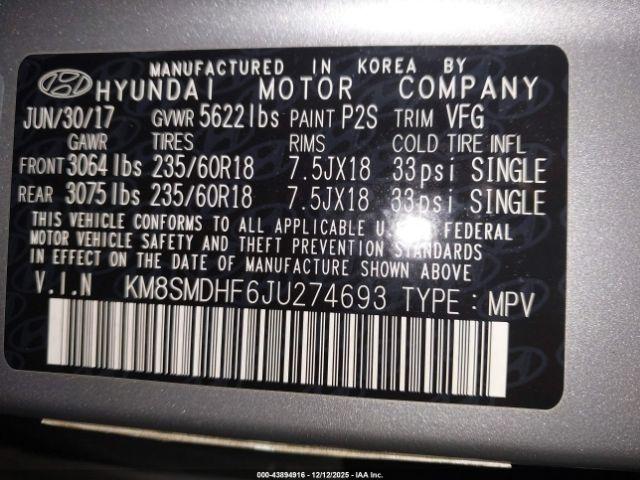 MANUFACTURED IN KOREA BY
HYUNDAI MOTOR COMPANY
JUN/30/17 GVWR 5622lbs PAINT P2S TRIM VFG
GAWR TIRES RIMS COLD TIRE INFL
FRONT 3064lbs 235/60R18 7.5JX18 33psi SINGLE
REAR 3075lbs 235/60R18 7.5JX18 33psi SINGLE
THIS VEHICLE CONFORMS TO ALL APPLICABLE FEDERAL
MOTOR VEHICLE SAFETY AND THEFT PREVENTION STANDARDS
IN EFFECT ON THE DATE OF MANUFACTURE SHOWN ABOVE
V.I.N KM8SMDHF6JU274693 TYPE : MPV
000-43894916 - 12/12/2025 - IAA Inc.